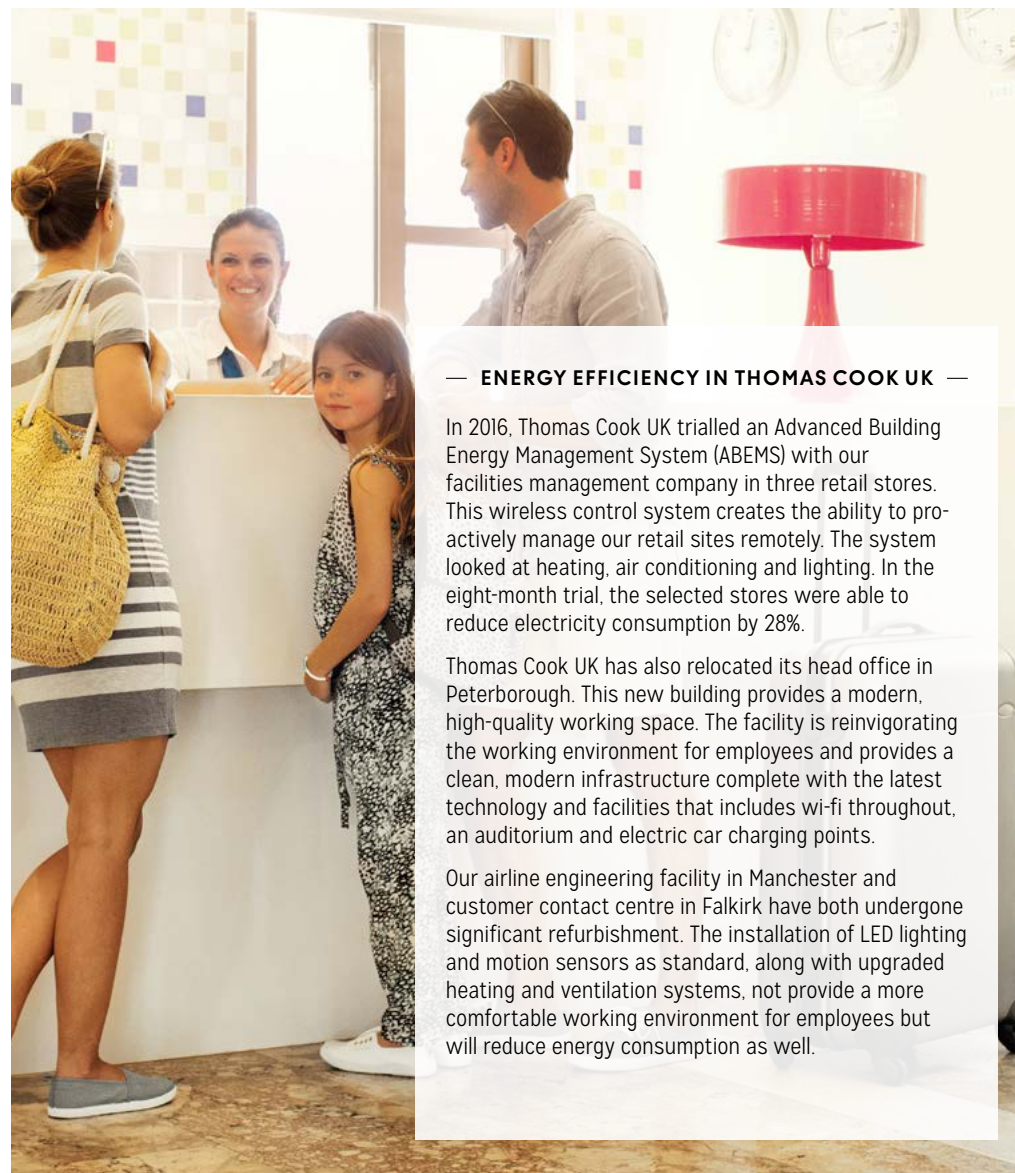 — ENERGY EFFICIENCY IN THOMAS COOK UK —
In 2016, Thomas Cook UK trialled an Advanced Building
Energy Management System (ABEMS) with our
facilities management company in three retail stores.
This wireless control system creates the ability to pro-
actively manage our retail sites remotely. The system
looked at heating, air conditioning and lighting. In the
eight-month trial, the selected stores were able to
reduce electricity consumption by 28%.
Thomas Cook UK has also relocated its head office in
Peterborough. This new building provides a modern,
high-quality working space. The facility is reinvigorating
the working environment for employees and provides a
clean, modern infrastructure complete with the latest
technology and facilities that includes wi-fi throughout,
an auditorium and electric car charging points.
Our airline engineering facility in Manchester and
customer contact centre in Falkirk have both undergone
significant refurbishment. The installation of LED lighting
and motion sensors as standard, along with upgraded
heating and ventilation systems, not provide a more
comfortable working environment for employees but
will reduce energy consumption as well.